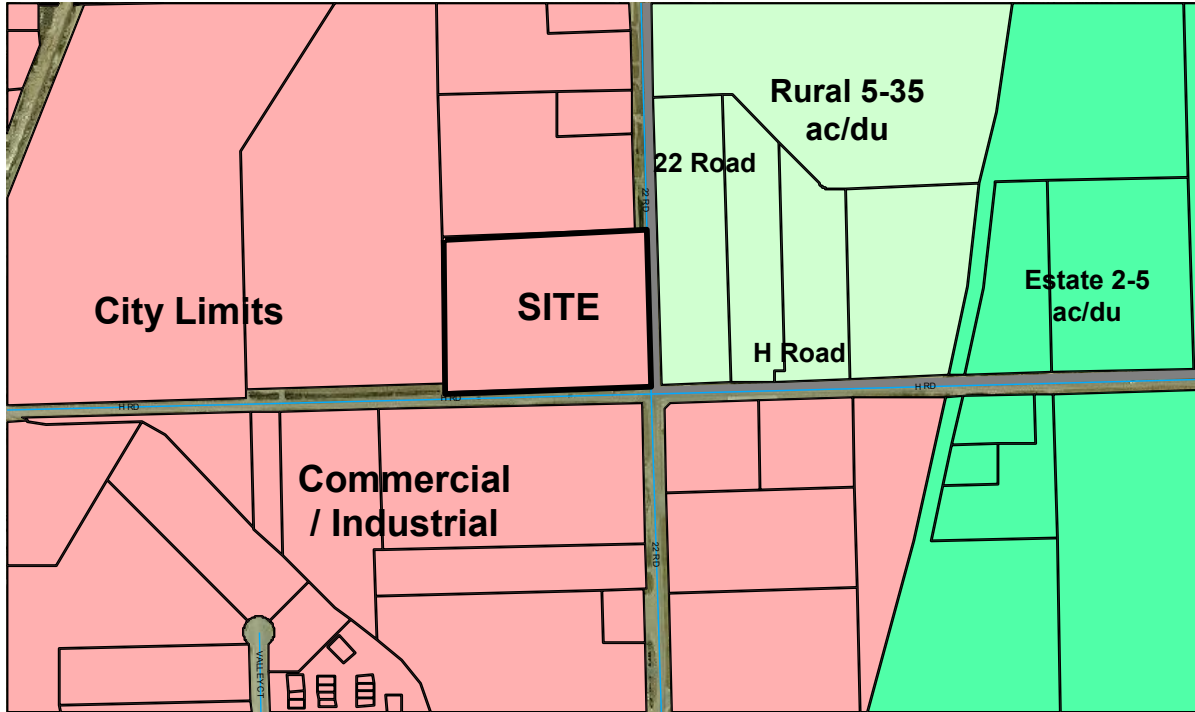 Rural 5-35
ac/du
22 Road
22 RD
Estate 2-5
ac/du
City Limits
SITE
H Road
H RD
H RD
H RD
Commercial
/ Industrial
22 RD
VALLEY CT